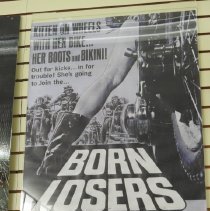 KITTEN ON WHEELS
WITH HER BIKE...
HER BOOTS and BIKINI!
Out for kicks...in for
trouble! She's going
to Join the...
BORN
LOSERS